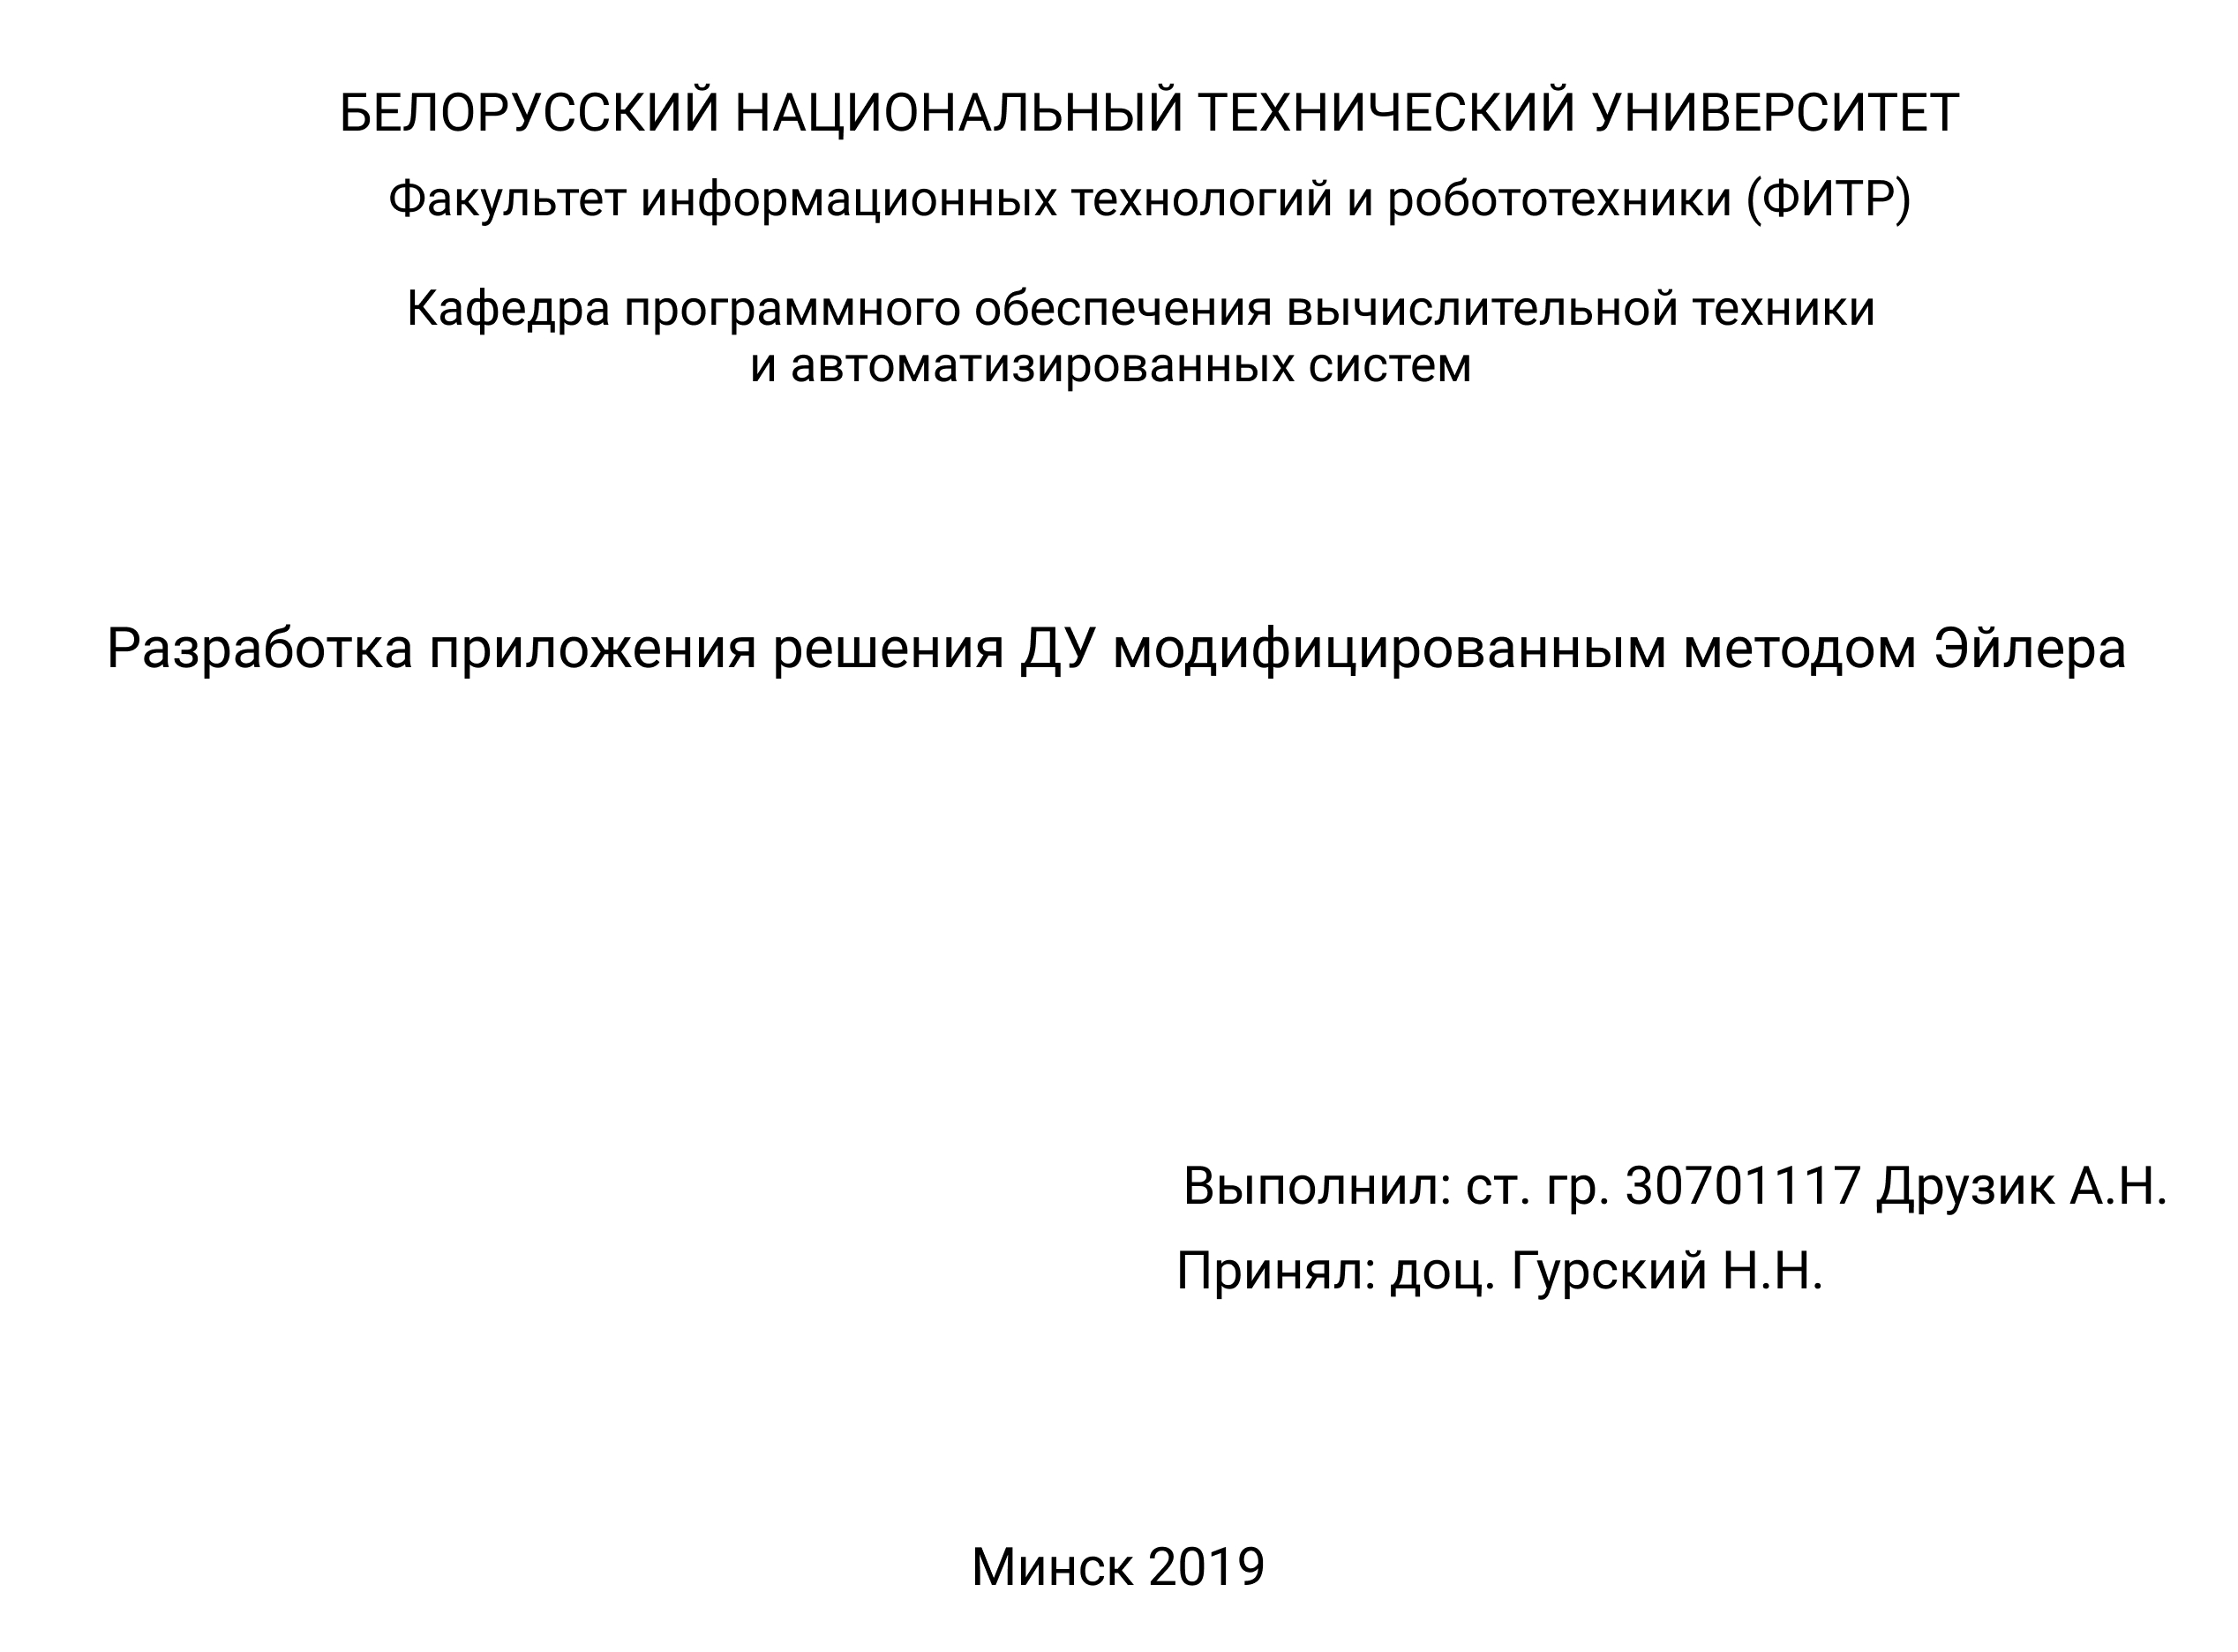 БЕЛОРУССКИЙ НАЦИОНАЛЬНЫЙ ТЕХНИЧЕСКИЙ УНИВЕРСИТЕТ
Факультет информационных технологий и робототехники (ФИТР)
Кафедра программного обеспечения вычислительной техники
и автоматизированных систем
Разработка приложения решения ДУ модифицированным методом Эйлера
Выполнил: ст. гр. 30701117 Друзик А.Н.
Принял: доц. Гурский Н.Н.
Минск 2019